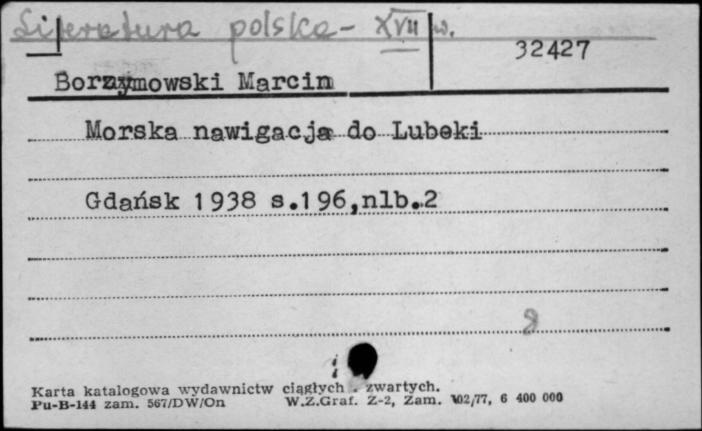 Literatura polska - XVII w.
32427
Borzymowski Marcin
Morska nawigacja do Lubeki
Gdańsk 1938 s.196,nlb.2
i
Karta katalogowa wydawnictw ciągłych . zwartych.
Pu-B-144 zam. 567/DW/On W.Z.Graf. Z-2, Zam. 102/77, 6 400 000